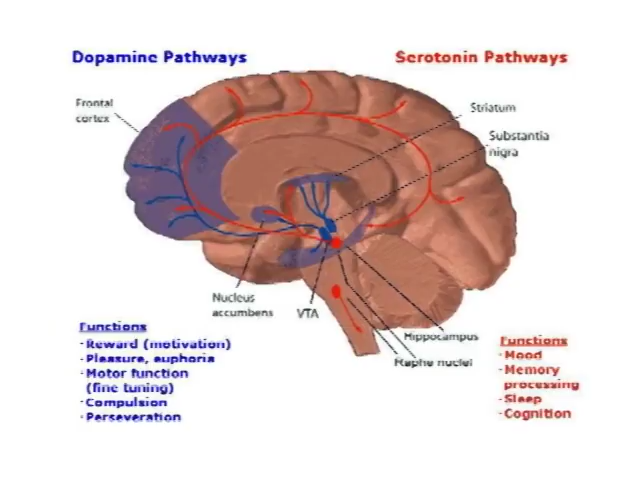 Dopamine Pathways
Serotonin Pathways
Frontal
cortex
Striatum
Substantia
nigra
Nucleus
accumbens
VTA
Hippocampus
Raphe nuclei
Functions
·Reward (motivation)
·Pleasure, euphoria
·Motor function
(fine tuning)
·Compulsion
·Perseveration
Functions
·Mood
·Memory
processing
·Sleep
·Cognition